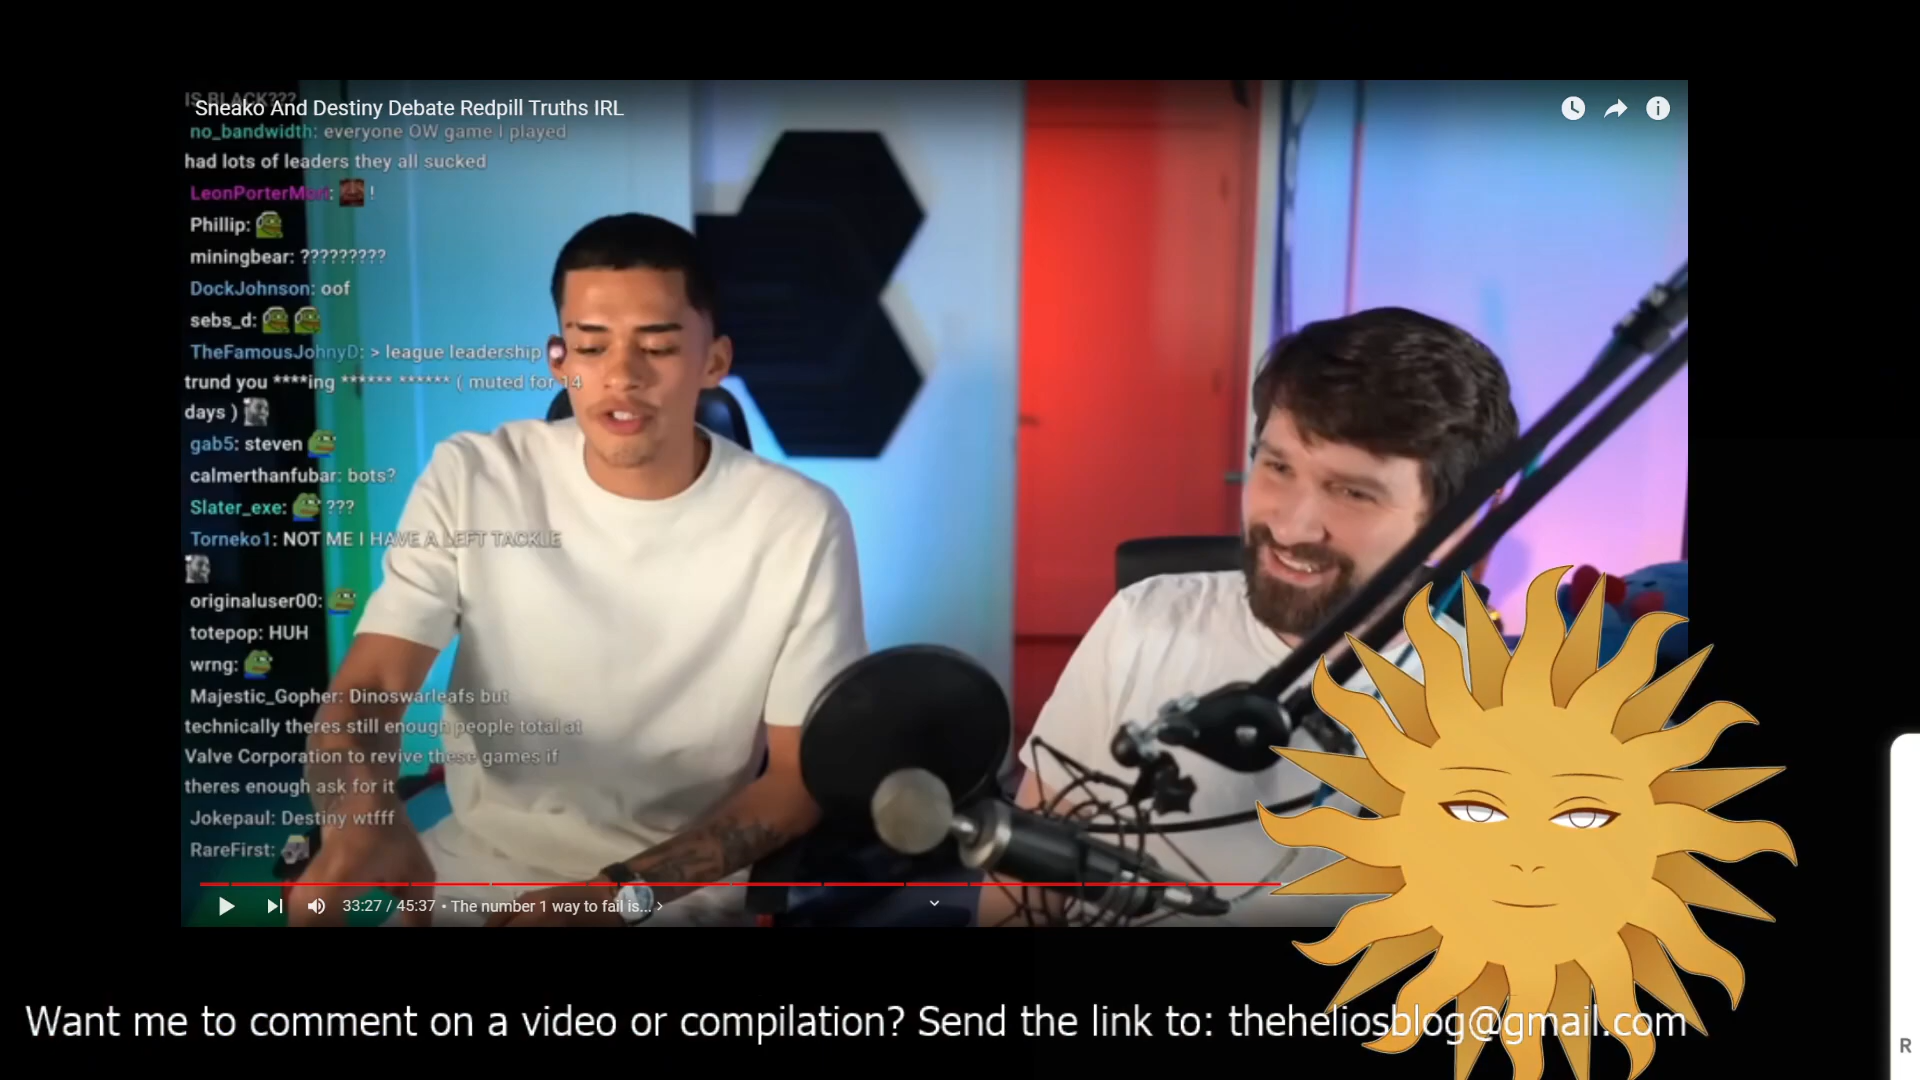 IS BLACK???
Sneako And Destiny Debate Redpill Truths IRL
no_bandwidth: everyone OW game I played
had lots of leaders they all sucked
LeonPorterMon: !
Phillip:
miningbear: ?????????
DockJohnson: oof
sebs_d:
TheFamousJohnyD: > league leadership
trund you ****ing ****** ****** ( muted for 14
days )
gab5: steven
calmerthanfubar: bots?
Slater_exe: ???
Torneko1: NOT ME I HAVE A LEFT TACKLE
originaluser00:
totepop: HUH
wrng:
Majestic_Gopher: Dinoswarleafs but
technically theres still enough people total at
Valve Corporation to revive these games if
theres enough ask for it
Jokepaul: Destiny wtfff
RareFirst:
33:27 / 45:37 • The number 1 way to fail is... >
Want me to comment on a video or compilation? Send the link to: theheliosblog@gmail.com
R